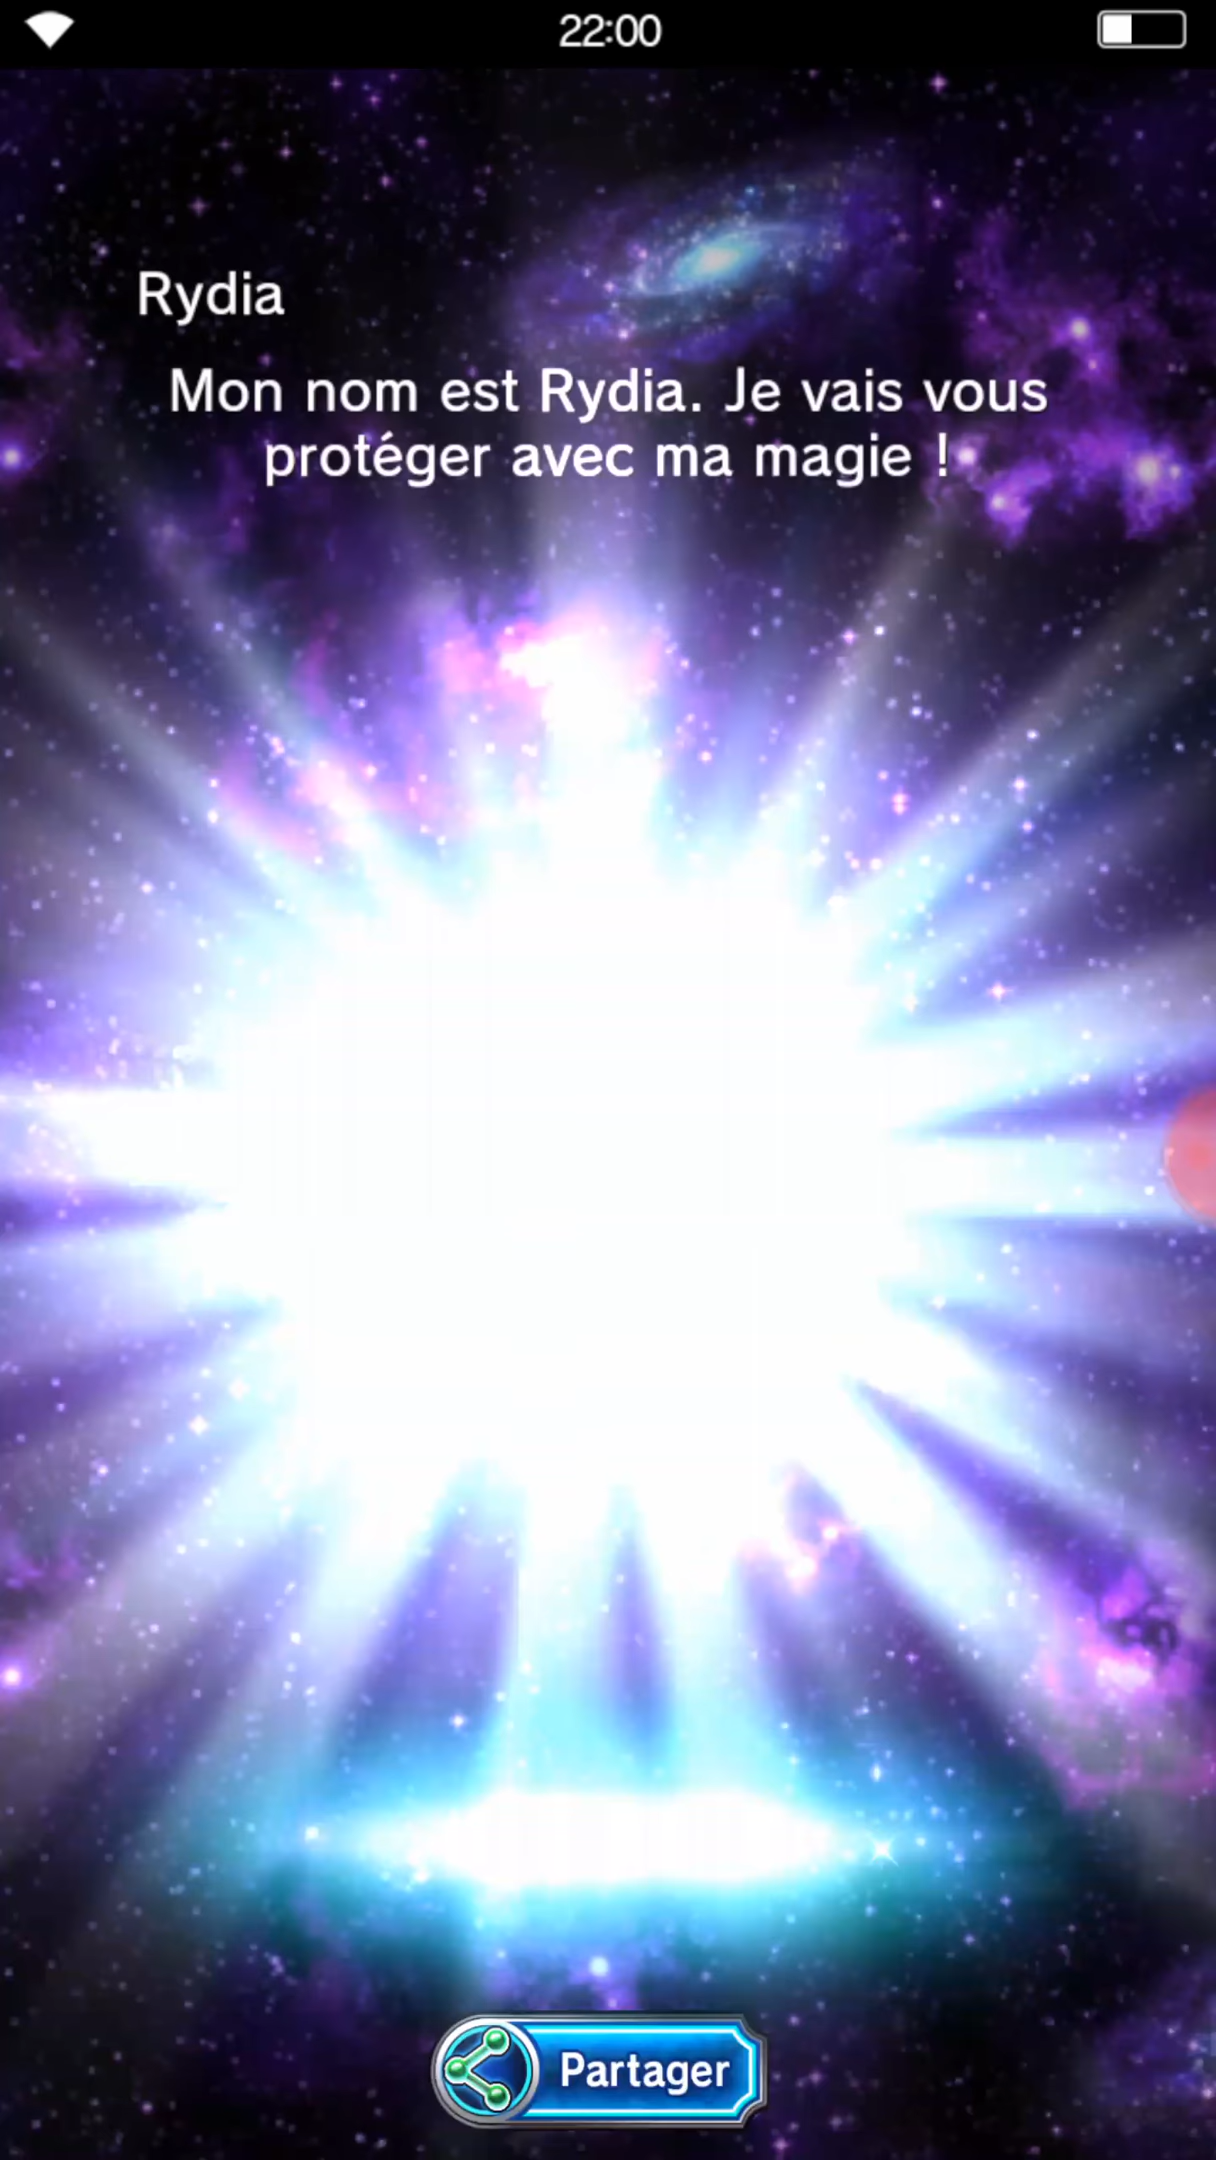 22:00
Rydia
Mon nom est Rydia. Je vais vous
protéger avec ma magie !
Partager